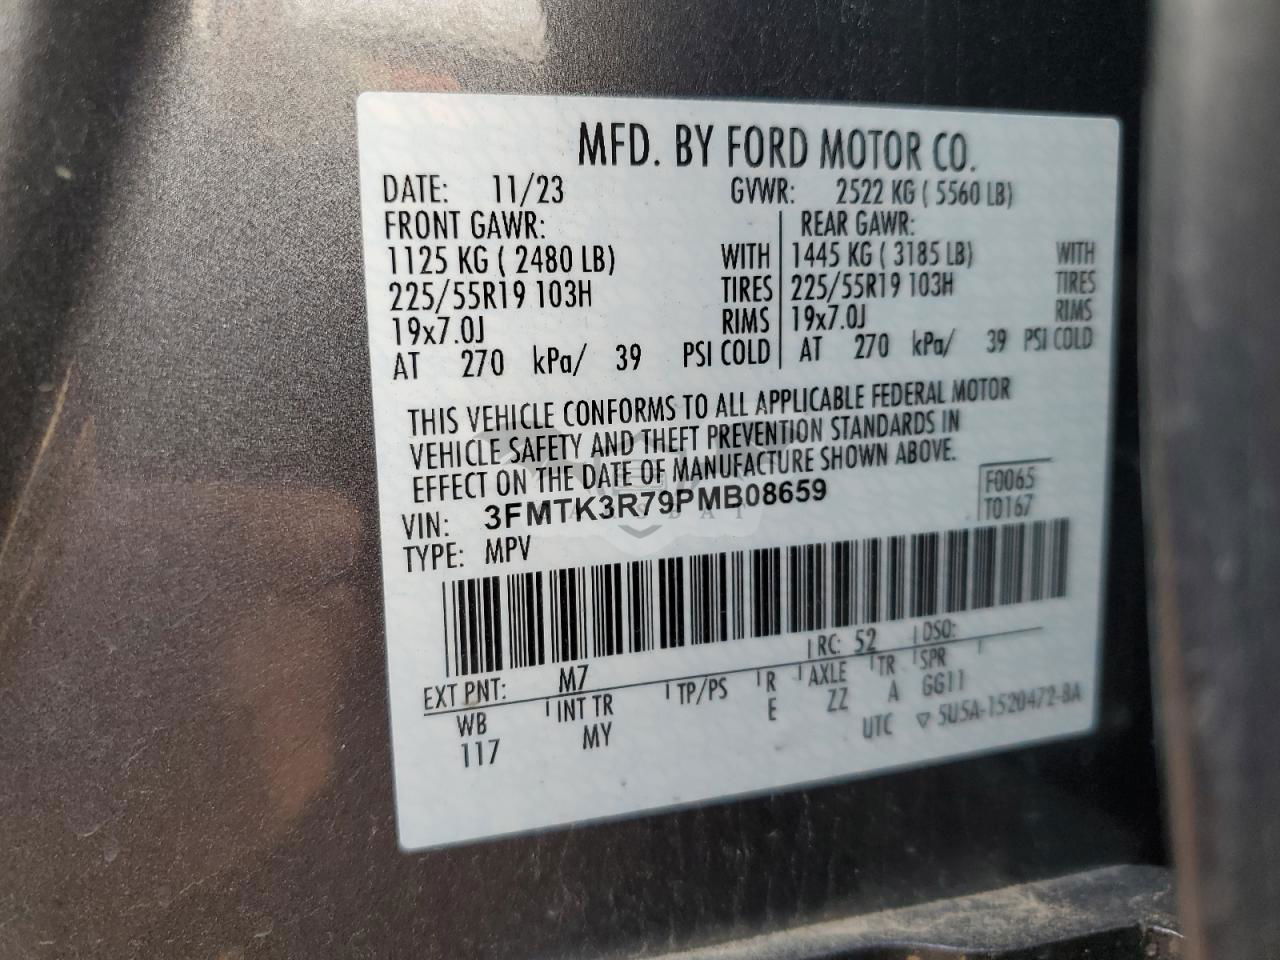 MFD. BY FORD MOTOR CO.
DATE: 11/23 GVWR: 2522 KG ( 5560 LB)
FRONT GAWR: REAR GAWR:
1125 KG ( 2480 LB) WITH 1445 KG ( 3185 LB) WITH
225/55R19 103H TIRES 225/55R19 103H TIRES
19x7.0J RIMS 19x7.0J RIMS
AT 270 kPa/ 39 PSI COLD AT 270 kPa/ 39 PSI COLD
THIS VEHICLE CONFORMS TO ALL APPLICABLE FEDERAL MOTOR
VEHICLE SAFETY AND THEFT PREVENTION STANDARDS IN
EFFECT ON THE DATE OF MANUFACTURE SHOWN ABOVE.
F0065
VIN: 3FMTK3R79PMB08659 T0167
TYPE: MPV
RC: 52 DSO:
EXT PNT: M7
WB INT TR TP/PS R AXLE TR SPR
117 MY E ZZ A GG11
UTC ▽ 5U5A-1520472-BA